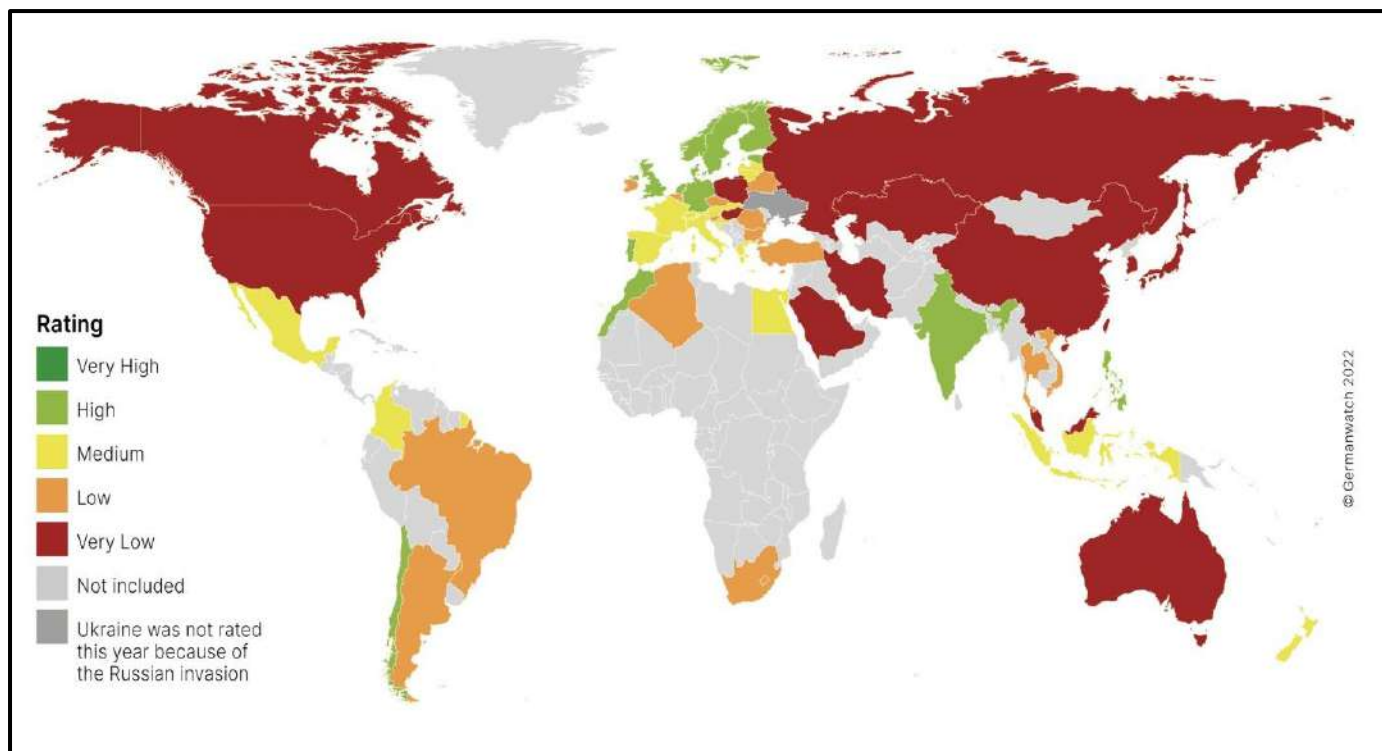 Rating
Very High
High
Medium
Low
Very Low
Not included
Ukraine was not rated
this year because of
the Russian invasion
© Germanwatch 2022